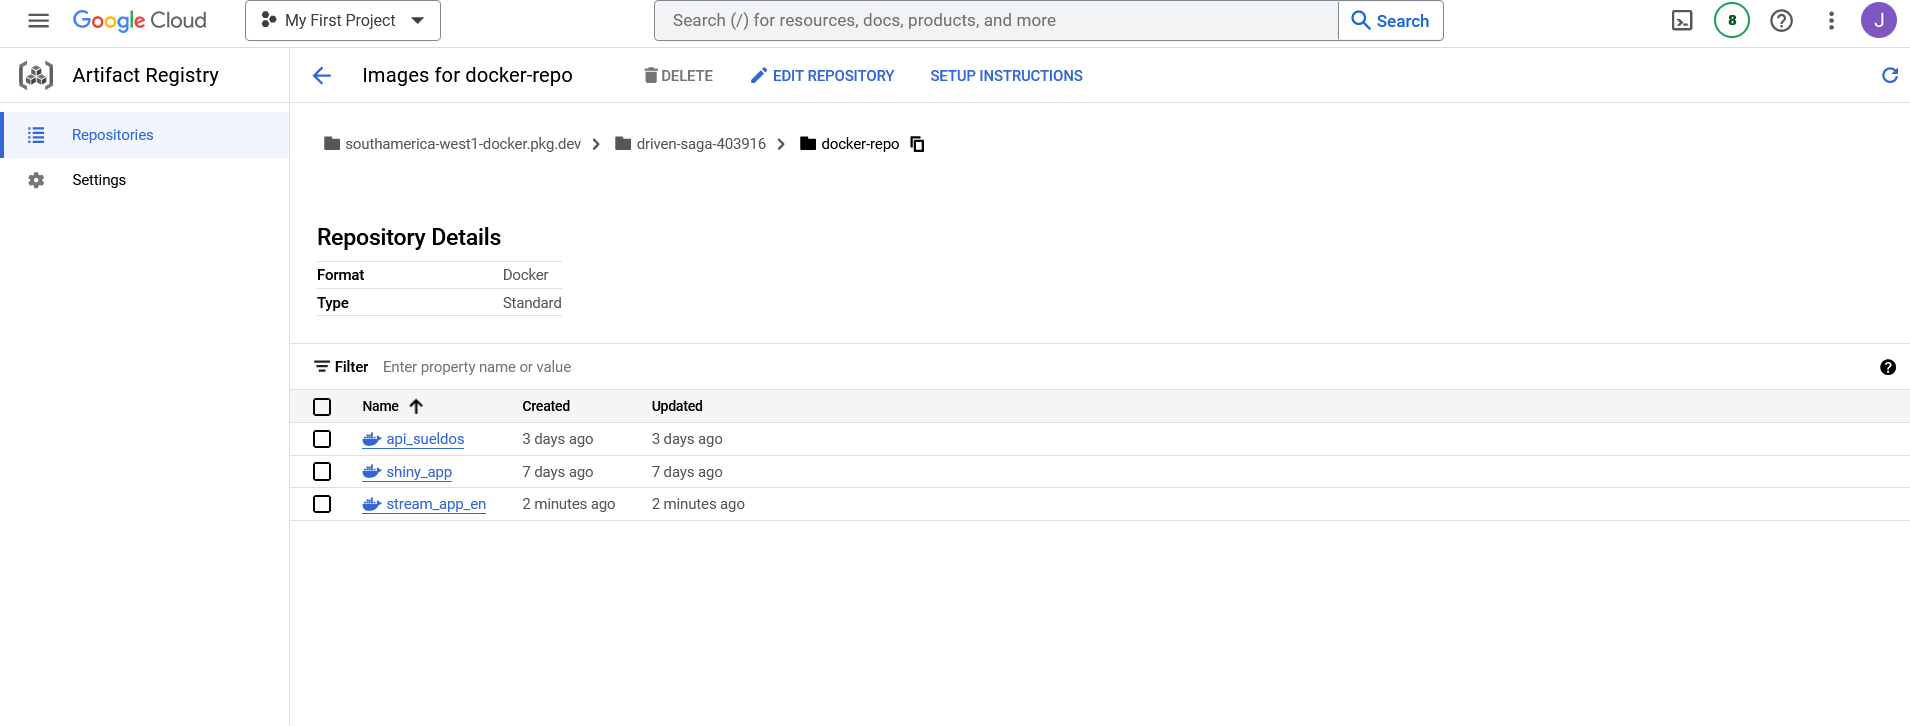 Google Cloud My First Project Search (/) for resources, docs, products, and more Search 8 J
Artifact Registry Images for docker-repo DELETE EDIT REPOSITORY SETUP INSTRUCTIONS
Repositories
Settings
southamerica-west1-docker.pkg.dev driven-saga-403916 docker-repo
Repository Details
Format Docker
Type Standard
Filter Enter property name or value
Name Created Updated
api_sueldos 3 days ago 3 days ago
shiny_app 7 days ago 7 days ago
stream_app_en 2 minutes ago 2 minutes ago